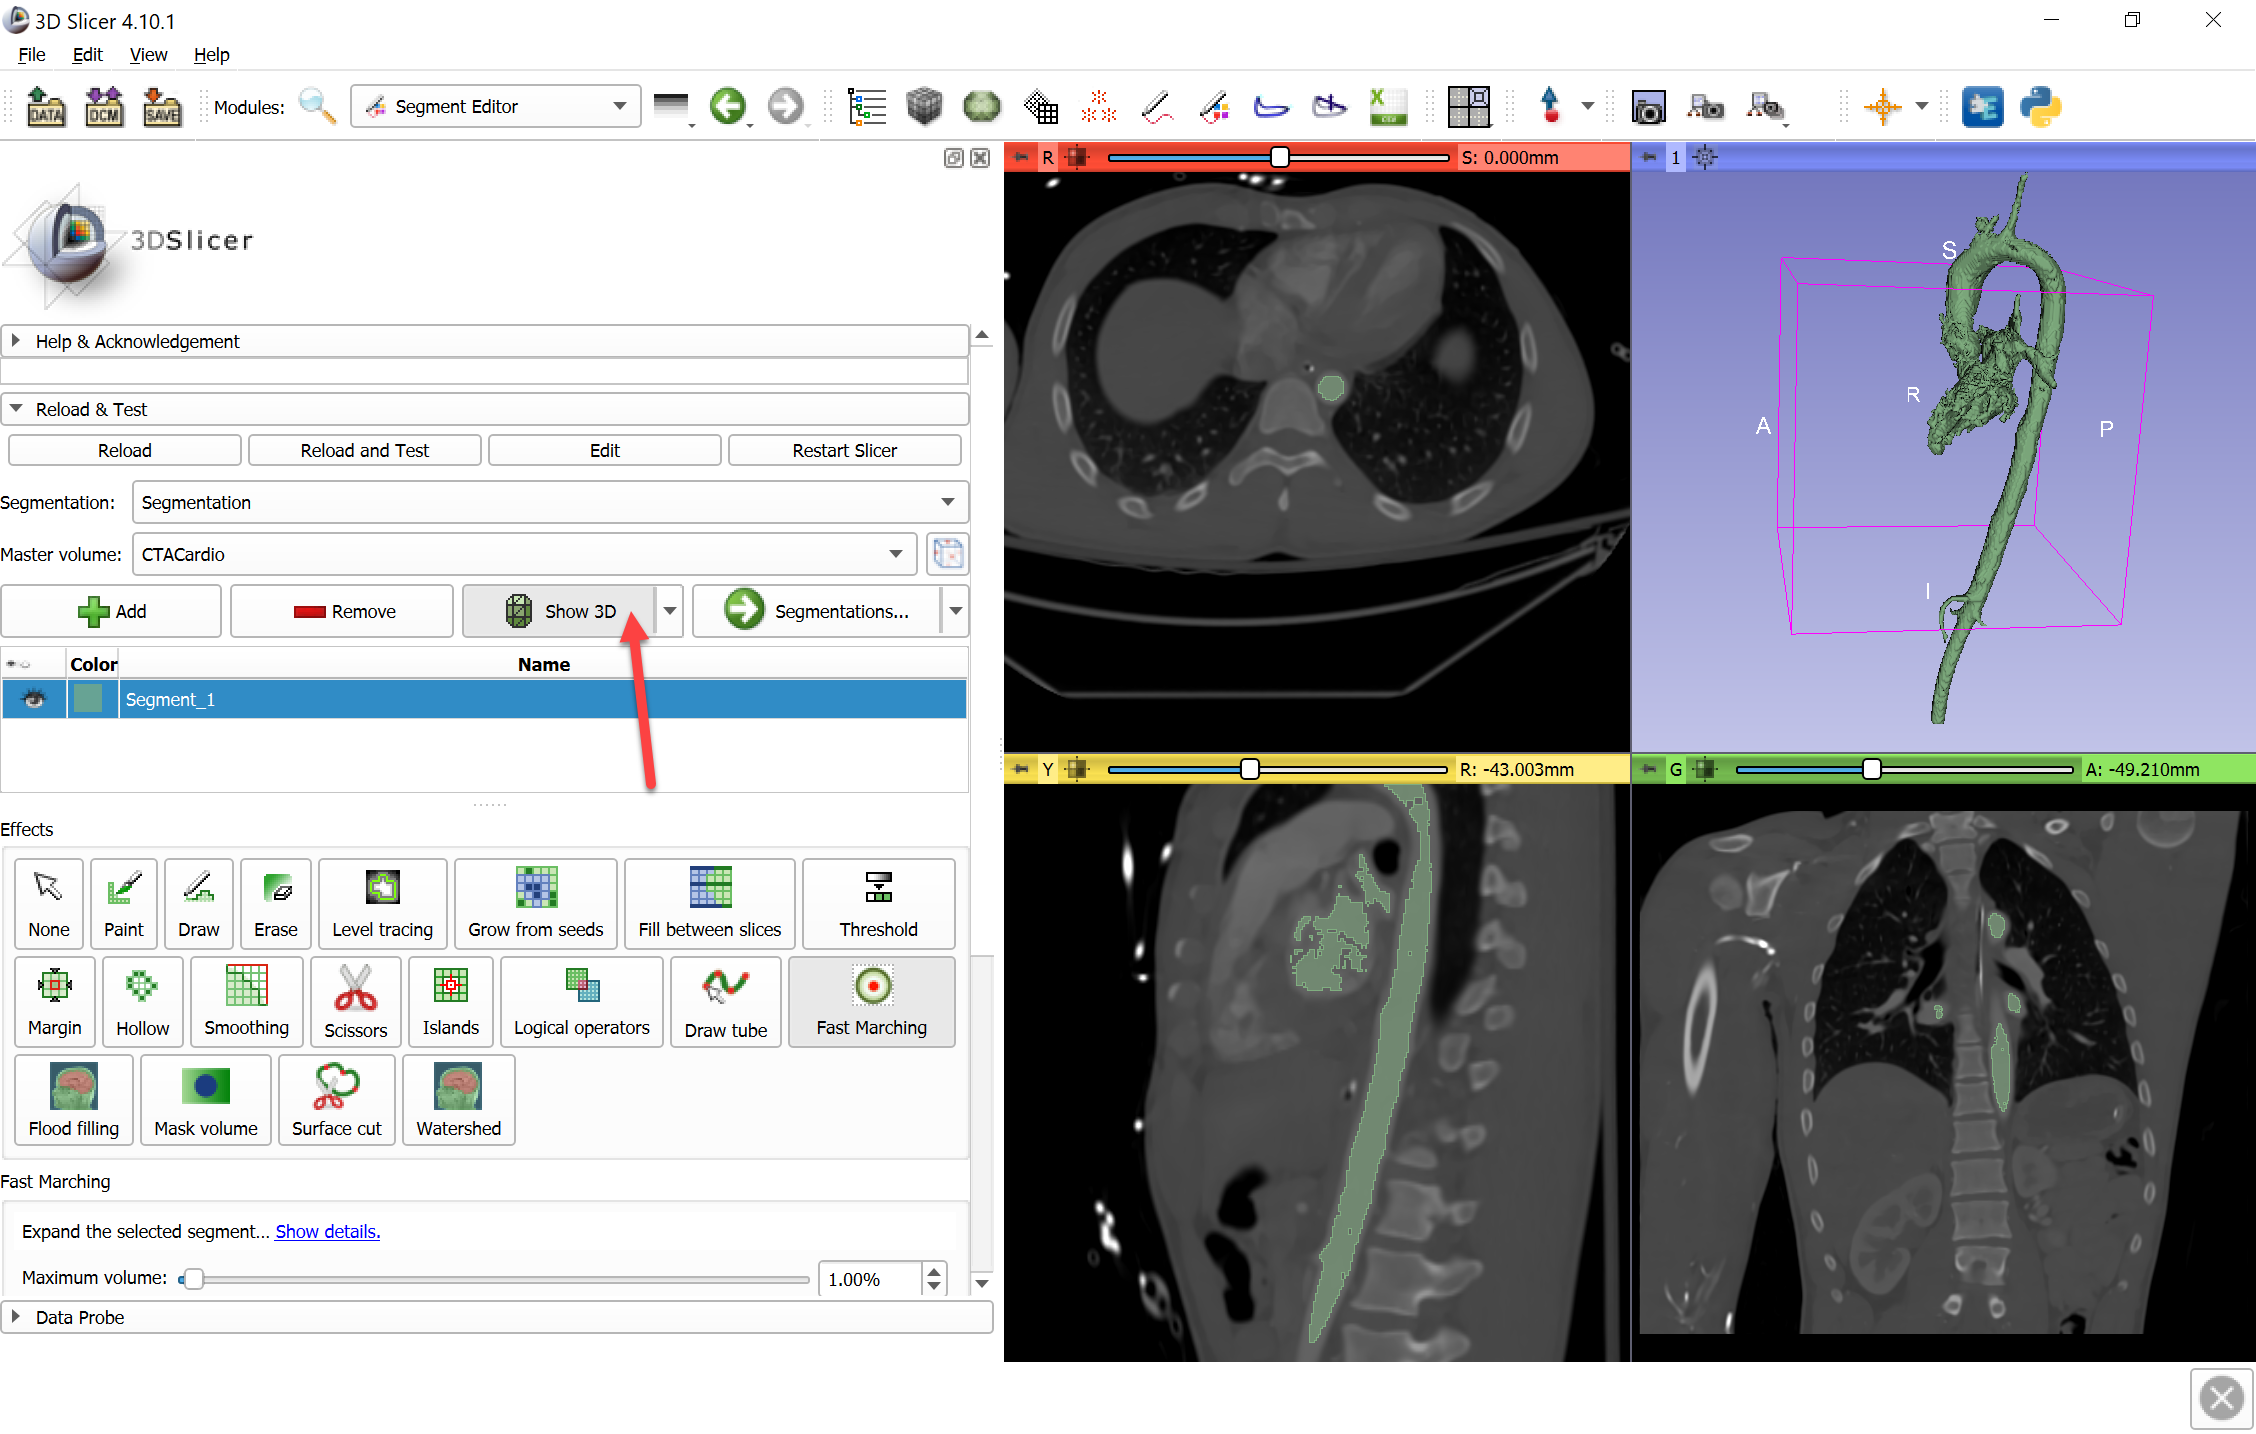 3D Slicer 4.10.1
File Edit View Help
DATA DCM SAVE Modules: Segment Editor
R S: 0.000mm 1
3DSlicer
Help & Acknowledgement
Reload & Test
Reload Reload and Test Edit Restart Slicer
Segmentation: Segmentation
Master volume: CTACardio
Add Remove Show 3D Segmentations...
Color Name
Segment_1
S
R
A
P
I
Y R: -43.003mm G A: -49.210mm
Effects
None Paint Draw Erase Level tracing Grow from seeds Fill between slices Threshold
Margin Hollow Smoothing Scissors Islands Logical operators Draw tube Fast Marching
Flood filling Mask volume Surface cut Watershed
Fast Marching
Expand the selected segment... Show details.
Maximum volume: 1.00%
Data Probe